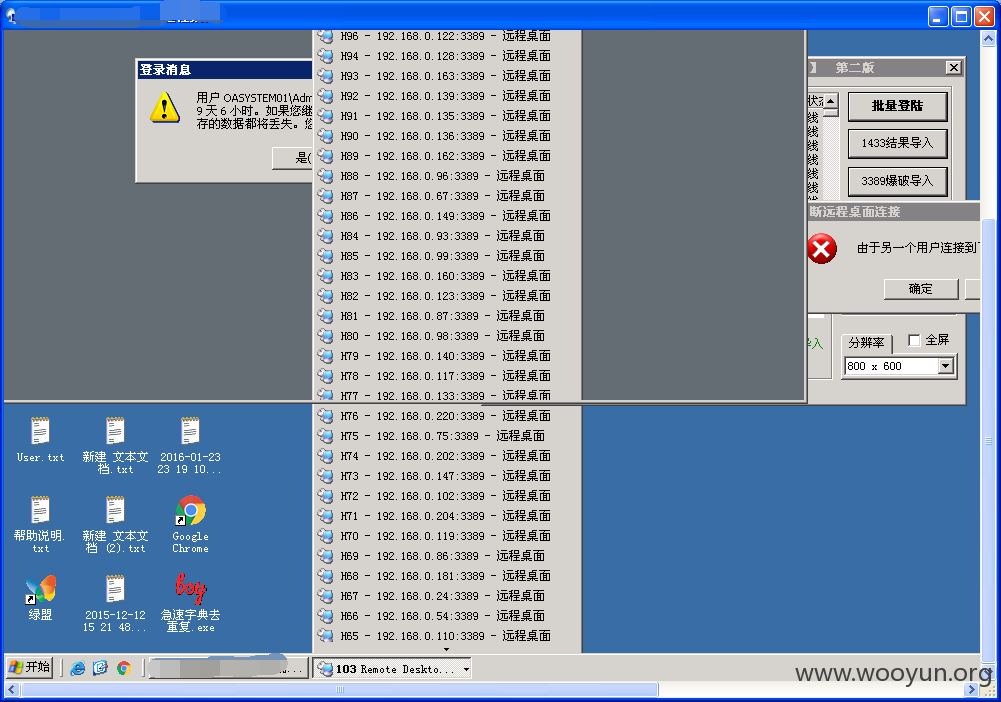 登录消息
用户 OASYSTEM01\Adm
9 天 6 小时。如果您继
存的数据都将丢失。您
是(
H96 - 192.168.0.122:3389 - 远程桌面
H94 - 192.168.0.128:3389 - 远程桌面
H93 - 192.168.0.163:3389 - 远程桌面
H92 - 192.168.0.139:3389 - 远程桌面
H91 - 192.168.0.135:3389 - 远程桌面
H90 - 192.168.0.136:3389 - 远程桌面
H89 - 192.168.0.162:3389 - 远程桌面
H88 - 192.168.0.96:3389 - 远程桌面
H87 - 192.168.0.67:3389 - 远程桌面
H86 - 192.168.0.149:3389 - 远程桌面
H84 - 192.168.0.93:3389 - 远程桌面
H85 - 192.168.0.99:3389 - 远程桌面
H83 - 192.168.0.160:3389 - 远程桌面
H82 - 192.168.0.123:3389 - 远程桌面
H81 - 192.168.0.87:3389 - 远程桌面
H80 - 192.168.0.98:3389 - 远程桌面
H79 - 192.168.0.140:3389 - 远程桌面
H78 - 192.168.0.117:3389 - 远程桌面
H77 - 192.168.0.133:3389 - 远程桌面
H76 - 192.168.0.220:3389 - 远程桌面
H75 - 192.168.0.75:3389 - 远程桌面
H74 - 192.168.0.202:3389 - 远程桌面
H73 - 192.168.0.147:3389 - 远程桌面
H72 - 192.168.0.102:3389 - 远程桌面
H71 - 192.168.0.204:3389 - 远程桌面
H70 - 192.168.0.119:3389 - 远程桌面
H69 - 192.168.0.86:3389 - 远程桌面
H68 - 192.168.0.181:3389 - 远程桌面
H67 - 192.168.0.24:3389 - 远程桌面
H66 - 192.168.0.54:3389 - 远程桌面
H65 - 192.168.0.110:3389 - 远程桌面
】 第二版
状态
线
线
线
线
线
批量登陆
1433结果导入
3389爆破导入
断远程桌面连接
由于另一个用户连接到
确定
入
分辨率
全屏
800 x 600
User.txt
新建 文本文
档.txt
2016-01-23
23 19 10...
帮助说明.
txt
新建 文本文
档 (2).txt
Google
Chrome
绿盟
2015-12-12
15 21 48...
boy
急速字典去
重复.exe
开始
...
103 Remote Deskto...
www.wooyun.org